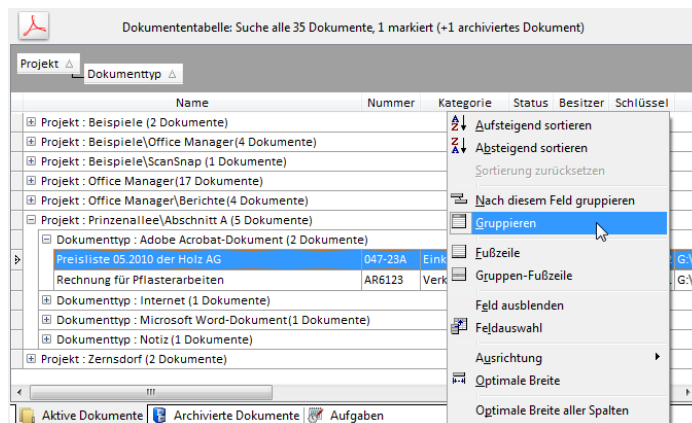 Dokumententabelle: Suche alle 35 Dokumente, 1 markiert (+1 archiviertes Dokument)
Projekt
Dokumenttyp
Name Nummer Kategorie Status Besitzer Schlüssel
Projekt : Beispiele (2 Dokumente)
Projekt : Beispiele\Office Manager(4 Dokumente)
Projekt : Beispiele\ScanSnap (1 Dokumente)
Projekt : Office Manager(17 Dokumente)
Projekt : Office Manager\Berichte(4 Dokumente)
Projekt : Prinzenallee\Abschnitt A (5 Dokumente)
Dokumenttyp : Adobe Acrobat-Dokument (2 Dokumente)
Preisliste 05.2010 der Holz AG 047-23A Eink G:\
Rechnung für Pflasterarbeiten AR6123 Verk G:\
Dokumenttyp : Internet (1 Dokumente)
Dokumenttyp : Microsoft Word-Dokument(1 Dokumente)
Dokumenttyp : Notiz (1 Dokumente)
Projekt : Zernsdorf (2 Dokumente)
Aufsteigend sortieren
Absteigend sortieren
Sortierung zurücksetzen
Nach diesem Feld gruppieren
Gruppieren
Fußzeile
Gruppen-Fußzeile
Feld ausblenden
Feldauswahl
Ausrichtung
Optimale Breite
Optimale Breite aller Spalten
Aktive Dokumente Archivierte Dokumente Aufgaben